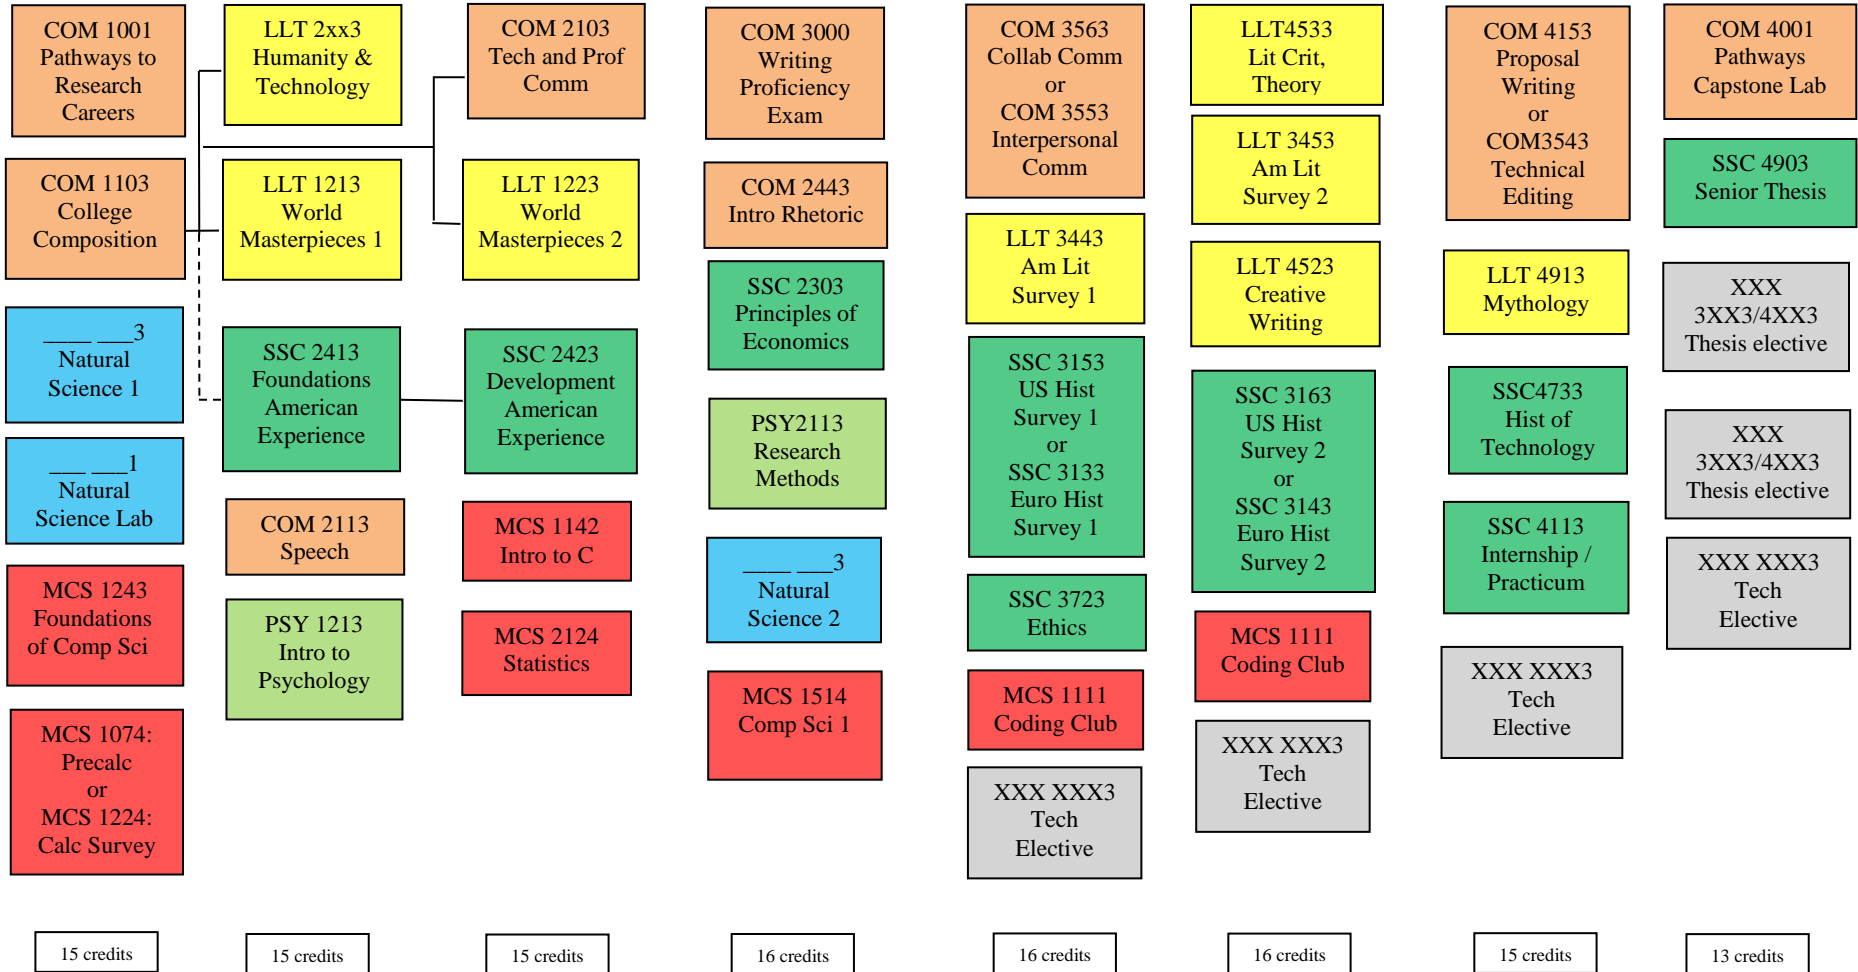 COM 1001
Pathways to
Research
Careers
COM 1103
College
Composition
____ ___3
Natural
Science 1
___ ___1
Natural
Science Lab
MCS 1243
Foundations
of Comp Sci
MCS 1074:
Precalc
or
MCS 1224:
Calc Survey
15 credits
LLT 2xx3
Humanity &
Technology
LLT 1213
World
Masterpieces 1
SSC 2413
Foundations
American
Experience
COM 2113
Speech
PSY 1213
Intro to
Psychology
15 credits
COM 2103
Tech and Prof
Comm
LLT 1223
World
Masterpieces 2
SSC 2423
Development
American
Experience
MCS 1142
Intro to C
MCS 2124
Statistics
15 credits
COM 3000
Writing
Proficiency
Exam
COM 2443
Intro Rhetoric
SSC 2303
Principles of
Economics
PSY2113
Research
Methods
____ ___3
Natural
Science 2
MCS 1514
Comp Sci 1
16 credits
COM 3563
Collab Comm
or
COM 3553
Interpersonal
Comm
LLT 3443
Am Lit
Survey 1
SSC 3153
US Hist
Survey 1
or
SSC 3133
Euro Hist
Survey 1
SSC 3723
Ethics
MCS 1111
Coding Club
XXX XXX3
Tech
Elective
16 credits
LLT4533
Lit Crit,
Theory
LLT 3453
Am Lit
Survey 2
LLT 4523
Creative
Writing
SSC 3163
US Hist
Survey 2
or
SSC 3143
Euro Hist
Survey 2
MCS 1111
Coding Club
XXX XXX3
Tech
Elective
16 credits
COM 4153
Proposal
Writing
or
COM3543
Technical
Editing
LLT 4913
Mythology
SSC4733
Hist of
Technology
SSC 4113
Internship /
Practicum
XXX XXX3
Tech
Elective
15 credits
COM 4001
Pathways
Capstone Lab
SSC 4903
Senior Thesis
XXX
3XX3/4XX3
Thesis elective
XXX
3XX3/4XX3
Thesis elective
XXX XXX3
Tech
Elective
13 credits